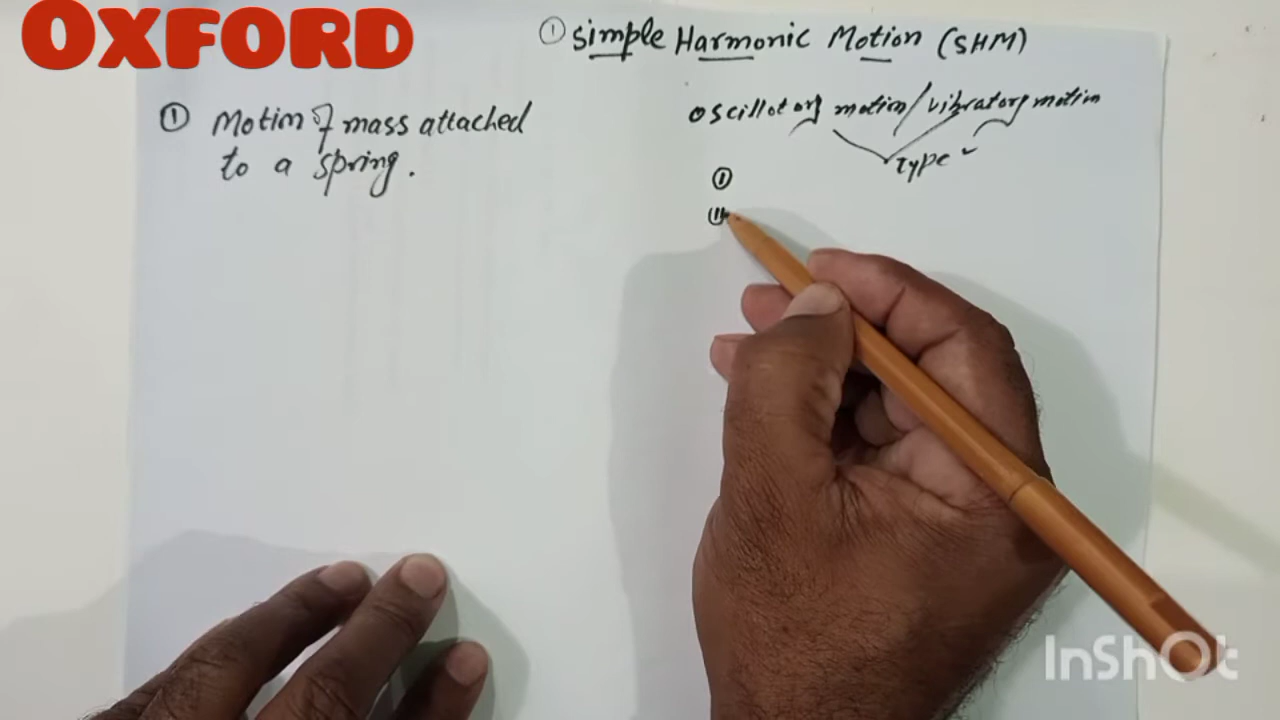 OXFORD
① Simple Harmonic Motion (SHM)
① Motion of mass attached
to a spring.
oscillatory motion/vibratory motion
Type
①
⑪
InShOt